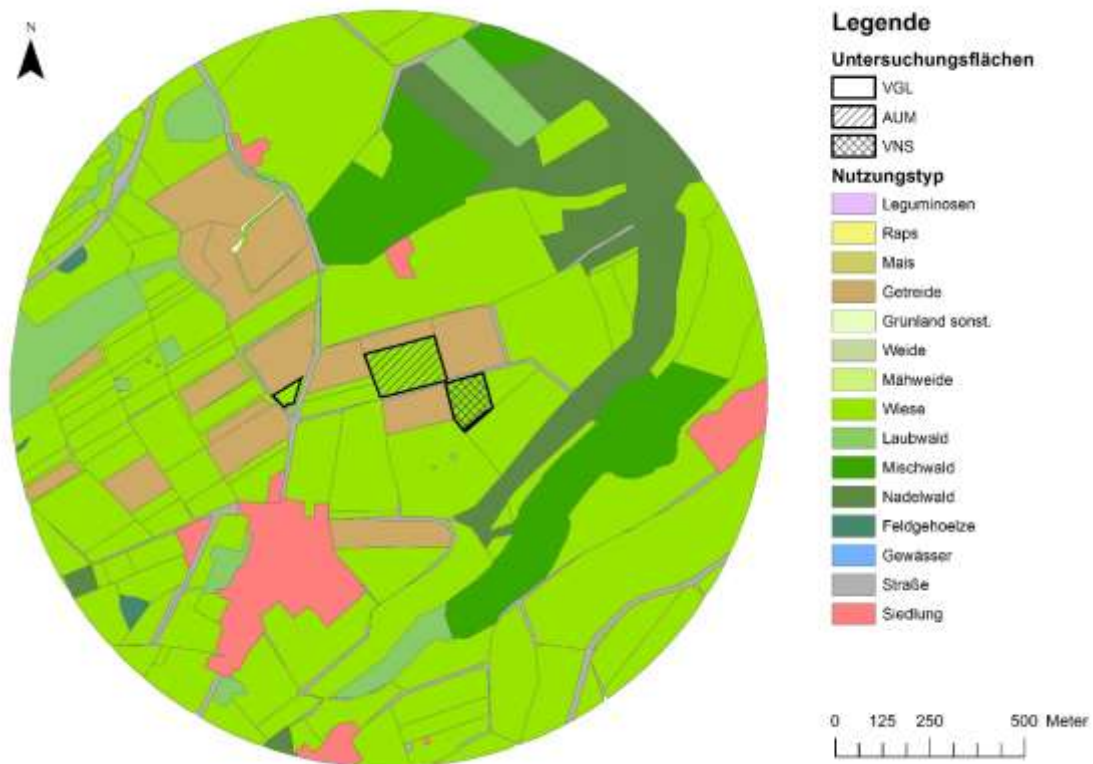 N
Legende
Untersuchungsflächen
VGL
AUM
VNS
Nutzungstyp
Leguminosen
Raps
Mais
Getreide
Grünland sonst.
Weide
Mähweide
Wiese
Laubwald
Mischwald
Nadelwald
Feldgehoelze
Gewässer
Straße
Siedlung
0 125 250 500 Meter